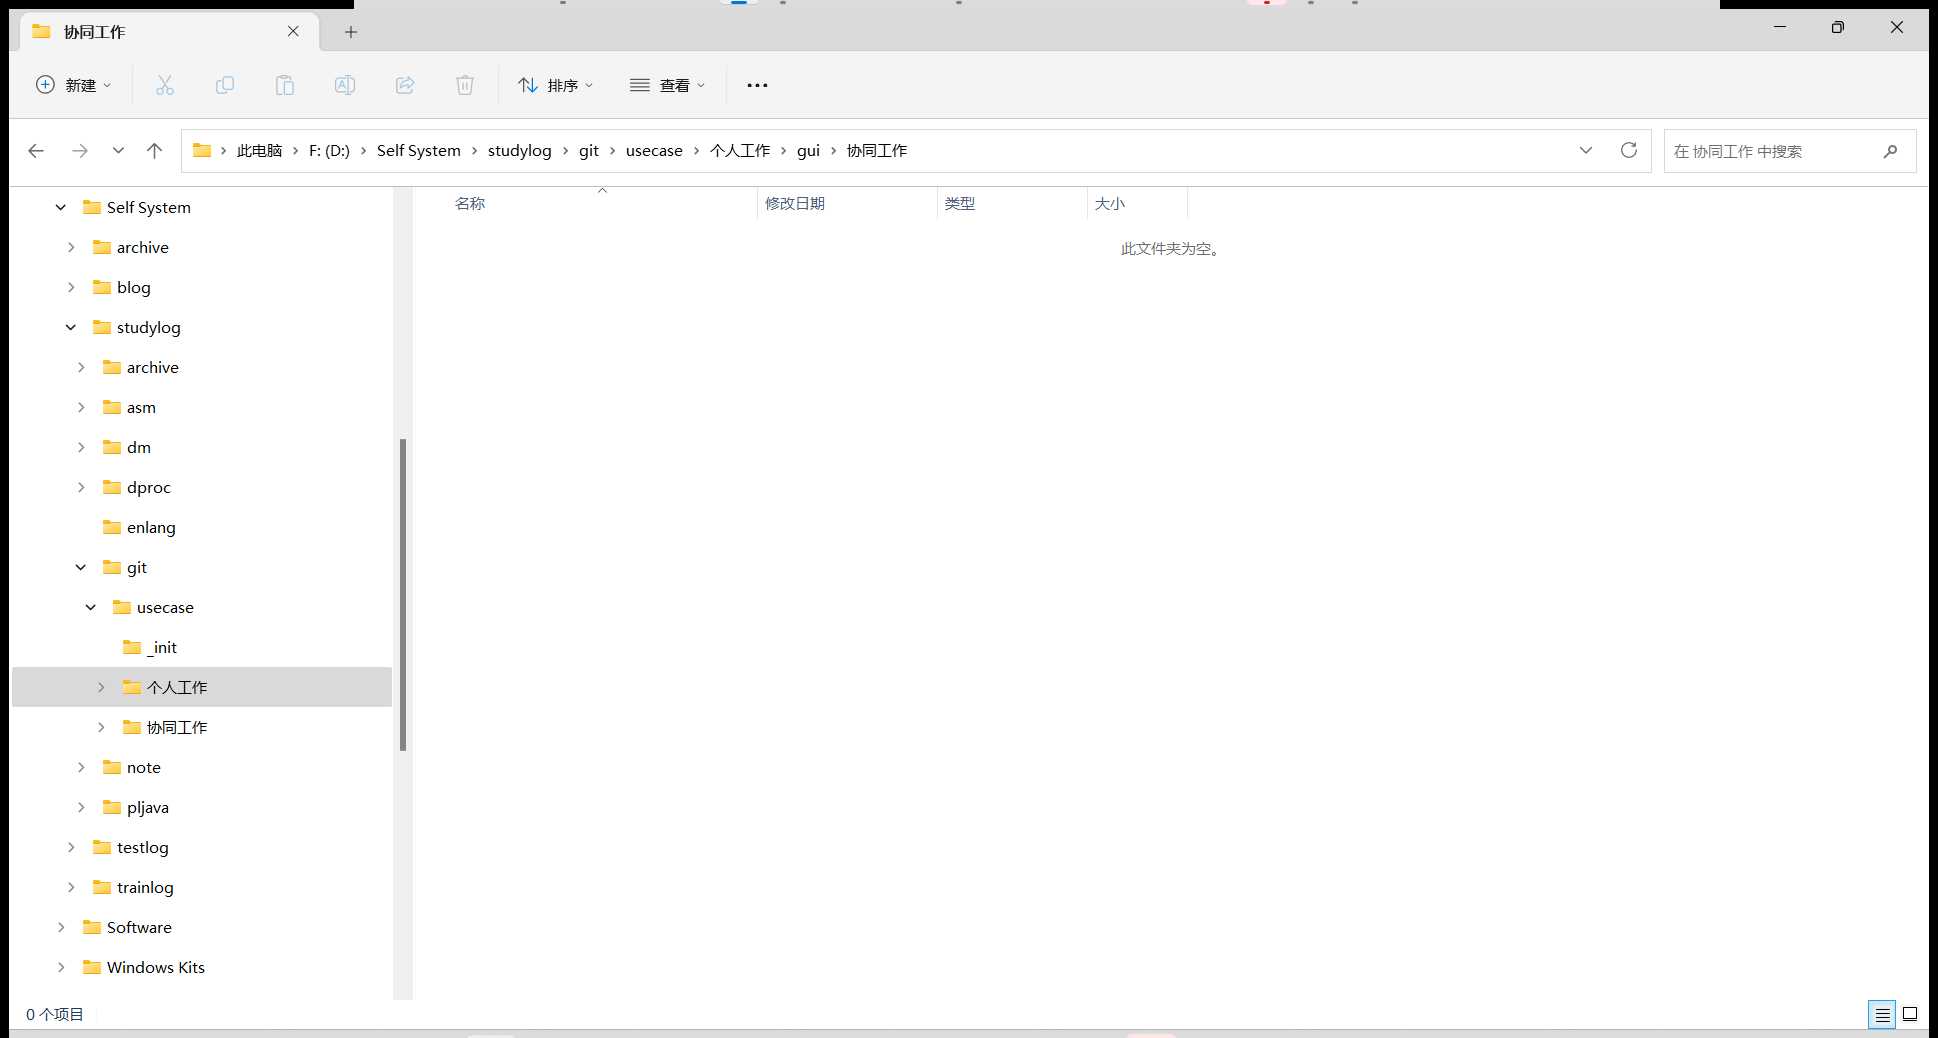 协同工作
新建
排序
查看
此电脑 F: (D:) Self System studylog git usecase 个人工作 gui 协同工作
在 协同工作 中搜索
名称 修改日期 类型 大小
此文件夹为空。
Self System
archive
blog
studylog
archive
asm
dm
dproc
enlang
git
usecase
_init
个人工作
协同工作
note
pljava
testlog
trainlog
Software
Windows Kits
0 个项目